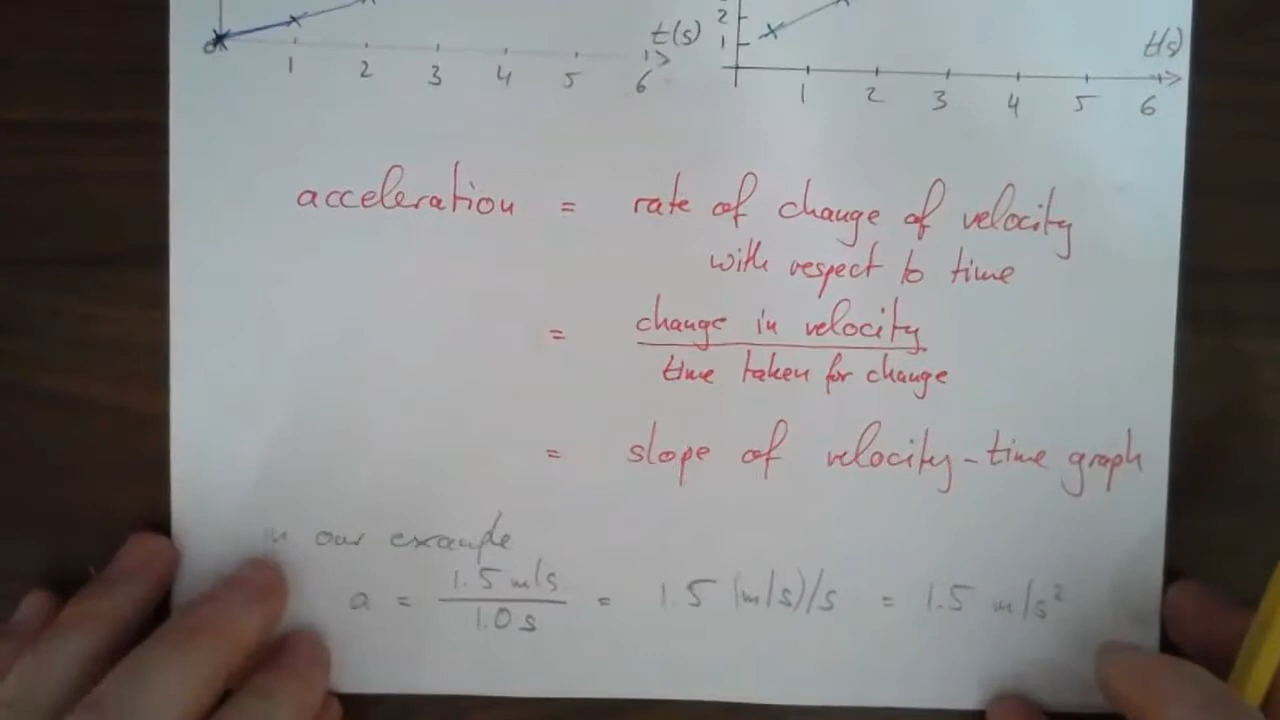 t(s)
1 2 3 4 5 6
2
1
t(s)
1 2 3 4 5 6
acceleration = rate of change of velocity
with respect to time
= change in velocity
time taken for change
= slope of velocity-time graph
in our example
a = 1.5 m/s
1.0 s
= 1.5 (m/s)/s = 1.5 m/s²